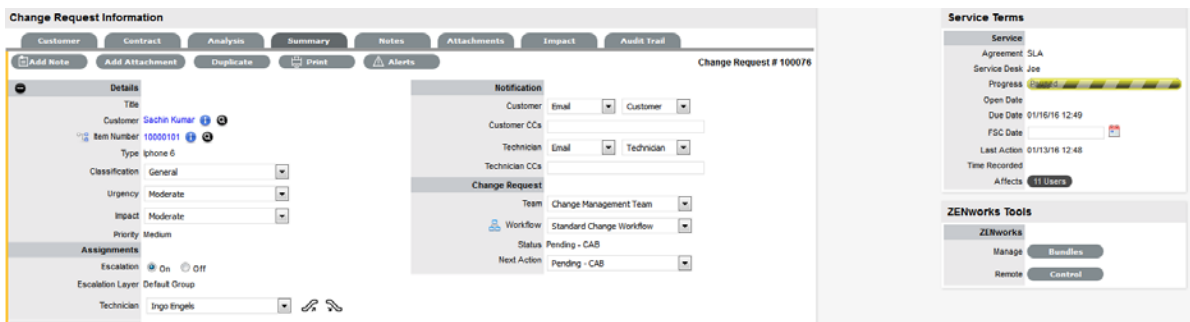 Change Request Information
Customer Contract Analysis Summary Notes Attachments Impact Audit Trail
Add Note Add Attachment Duplicate Print Alerts Change Request # 100076
Details
Title
Customer Sachin Kumar
Item Number 10000101
Type Iphone 6
Classification General
Urgency Moderate
Impact Moderate
Priority Medium
Assignments
Escalation On Off
Escalation Layer Default Group
Technician Ingo Engels
Notification
Customer Email Customer
Customer CCs
Technician Email Technician
Technician CCs
Change Request
Team Change Management Team
Workflow Standard Change Workflow
Status Pending - CAB
Next Action Pending - CAB
Service Terms
Service
Agreement SLA
Service Desk Joe
Progress Paused
Open Date
Due Date 01/16/16 12:49
FSC Date
Last Action 01/13/16 12:48
Time Recorded
Affects 11 Users
ZENworks Tools
ZENworks
Manage Bundles
Remote Control